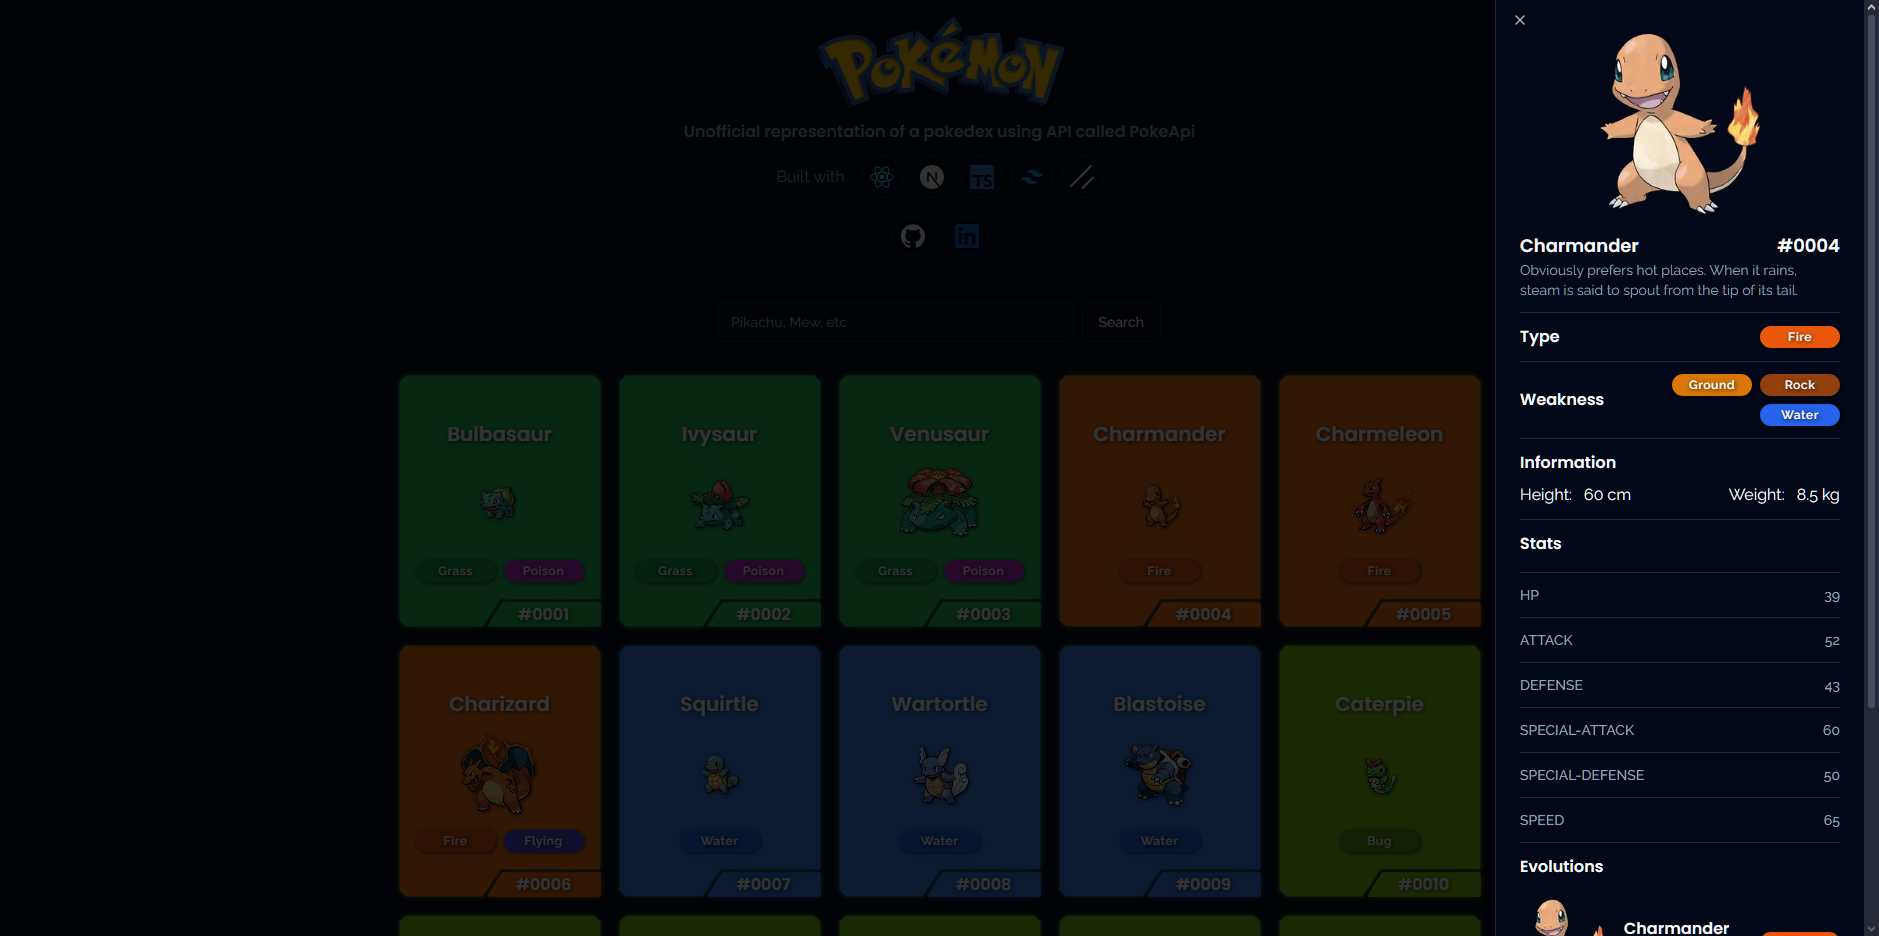 POKéMON
Unofficial representation of a pokedex using API called PokeApi
Built with
N
TS
in
Pikachu, Mew, etc
Search
Bulbasaur
Ivysaur
Venusaur
Charmander
Charmeleon
Grass Poison
Grass Poison
Grass Poison
Fire
Fire
#0001
#0002
#0003
#0004
#0005
Charizard
Squirtle
Wartortle
Blastoise
Caterpie
Fire Flying
Water
Water
Water
Bug
#0006
#0007
#0008
#0009
#0010
Charmander #0004
Obviously prefers hot places. When it rains,
steam is said to spout from the tip of its tail.
Type Fire
Weakness Ground Rock
Water
Information
Height: 60 cm Weight: 8.5 kg
Stats
HP 39
ATTACK 52
DEFENSE 43
SPECIAL-ATTACK 60
SPECIAL-DEFENSE 50
SPEED 65
Evolutions
Charmander